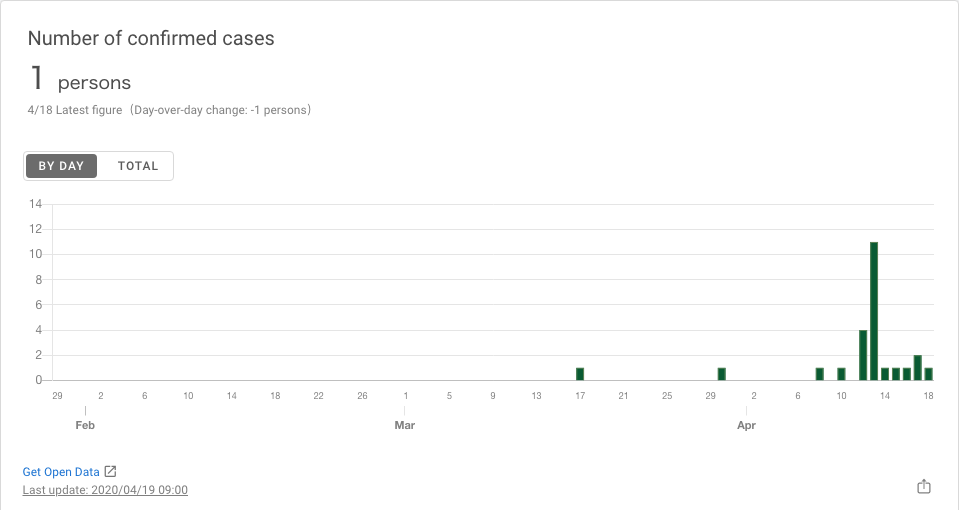 Number of confirmed cases
1 persons
4/18 Latest figure（Day-over-day change: -1 persons）
BY DAY TOTAL
14
12
10
8
6
4
2
0
29 2 6 10 14 18 22 26 1 5 9 13 17 21 25 29 2 6 10 14 18
Feb Mar Apr
Get Open Data
Last update: 2020/04/19 09:00